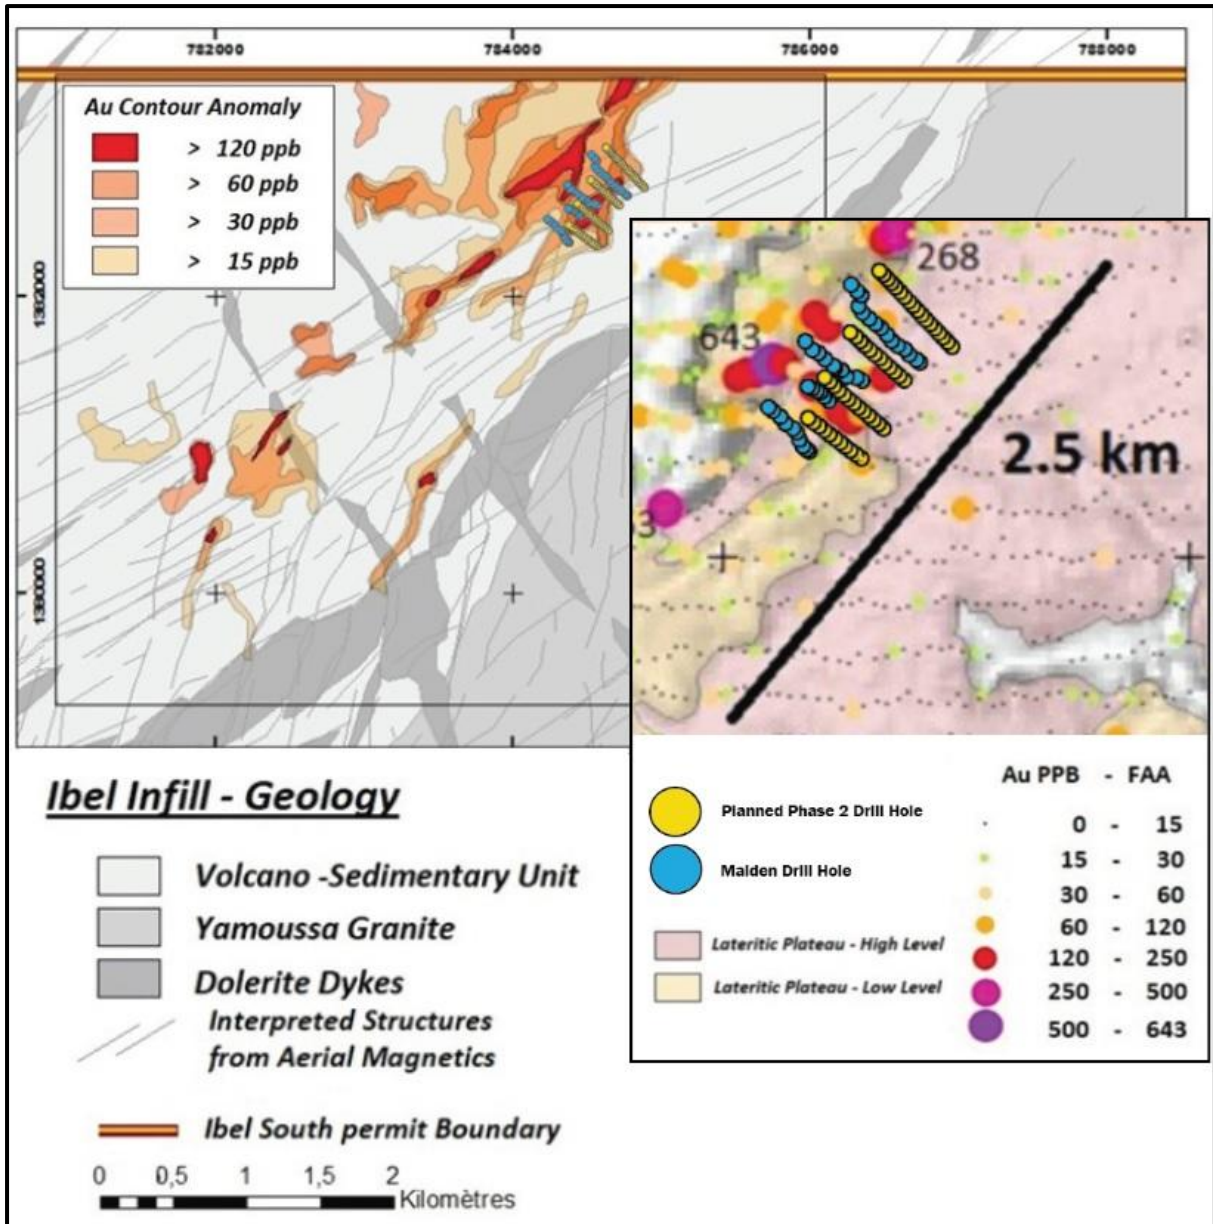 782000
784000
786000
788000
Au Contour Anomaly
> 120 ppb
> 60 ppb
> 30 ppb
> 15 ppb
1382000
1380000
268
643
2.5 km
Ibel Infill - Geology
Volcano -Sedimentary Unit
Yamoussa Granite
Dolerite Dykes
Interpreted Structures
from Aerial Magnetics
Ibel South permit Boundary
0 0,5 1 1,5 2
Kilomètres
Planned Phase 2 Drill Hole
Maiden Drill Hole
Lateritic Plateau - High Level
Lateritic Plateau - Low Level
Au PPB - FAA
0 - 15
15 - 30
30 - 60
60 - 120
120 - 250
250 - 500
500 - 643